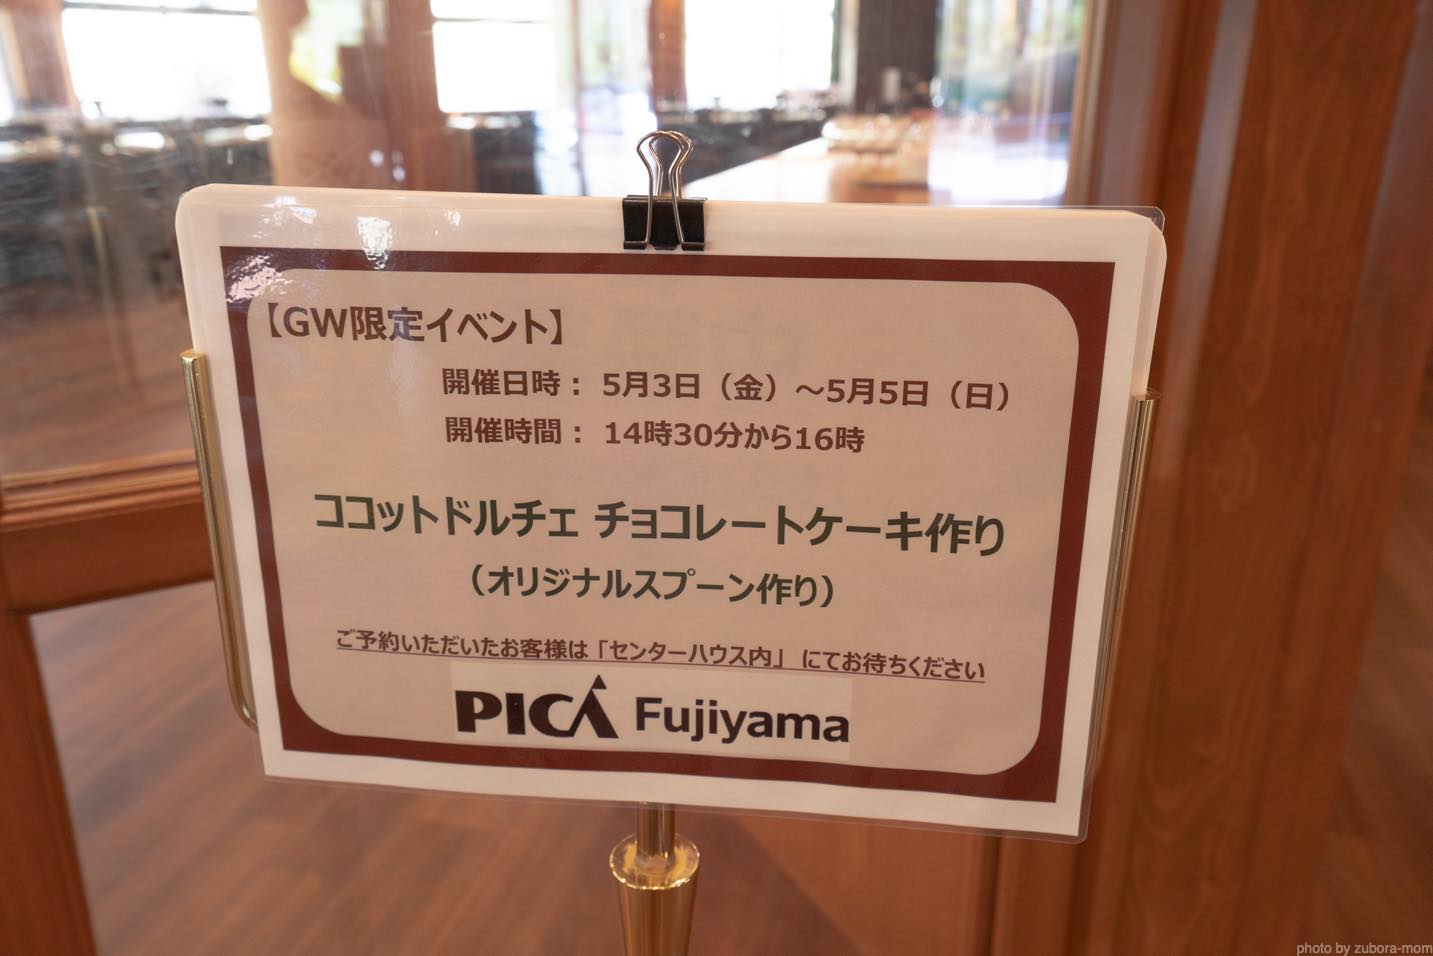 【GW限定イベント】
開催日時： 5月3日（金）～5月5日（日）
開催時間： 14時30分から16時
ココットドルチェ チョコレートケーキ作り
（オリジナルスプーン作り）
ご予約いただいたお客様は「センターハウス内」にてお待ちください
PICA Fujiyama
photo by zubora-mom